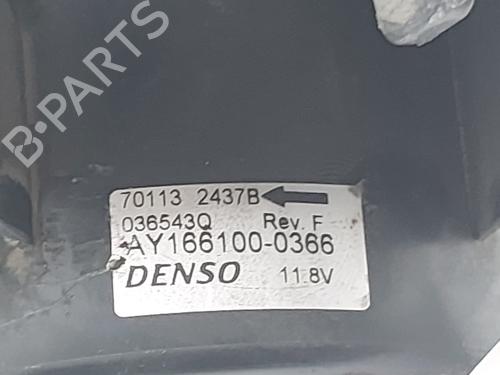 B-PARTS
70113 2437B
036543Q Rev. F
AY166100-0366
DENSO 11.8V